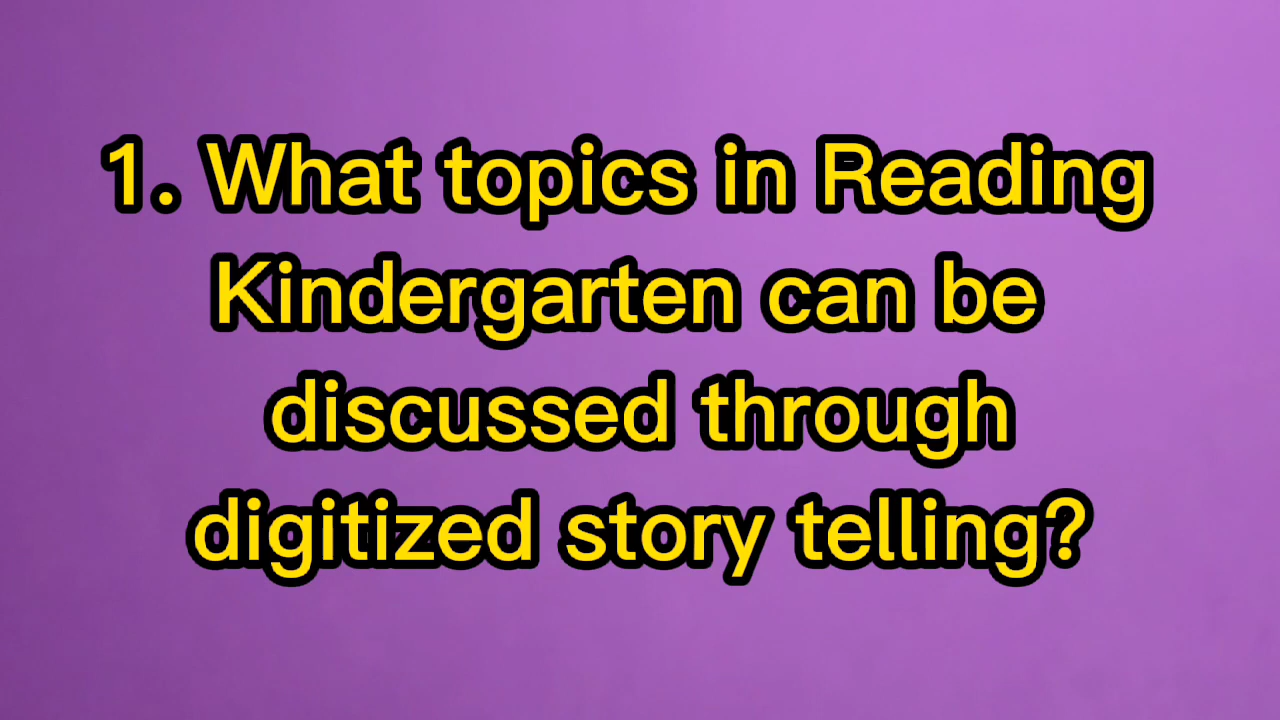 1. What topics in Reading
Kindergarten can be
discussed through
digitized story telling?